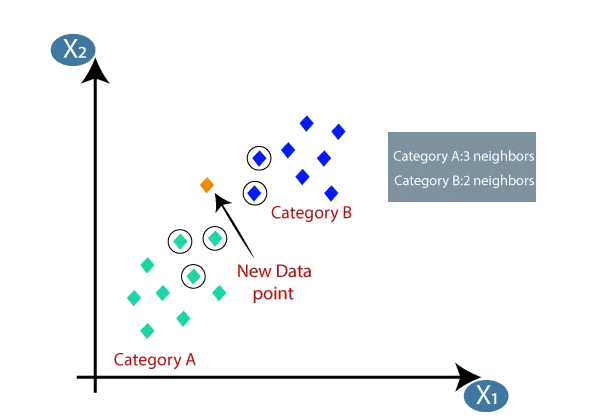 X2
Category A:3 neighbors
Category B:2 neighbors
Category B
New Data
point
Category A
X1